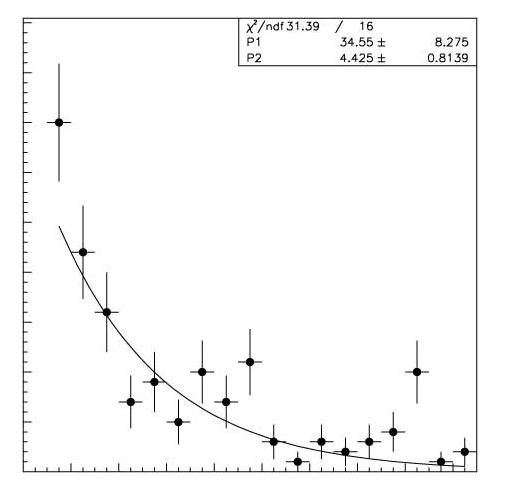 χ²/ndf 31.39 / 16
P1 34.55 ± 8.275
P2 4.425 ± 0.8139